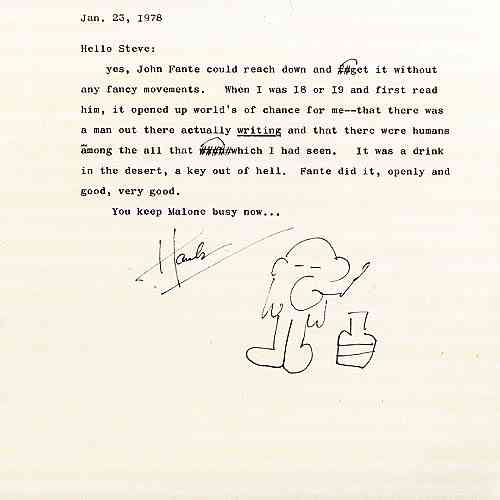 Jan. 23, 1978
Hello Steve:
yes, John Fante could reach down and ##get it without
any fancy movements. When I was I8 or I9 and first read
him, it opened up world's of chance for me--that there was
a man out there actually writing and that there were humans
among the all that #####which I had seen. It was a drink
in the desert, a key out of hell. Fante did it, openly and
good, very good.
You keep Malone busy now...
Hank